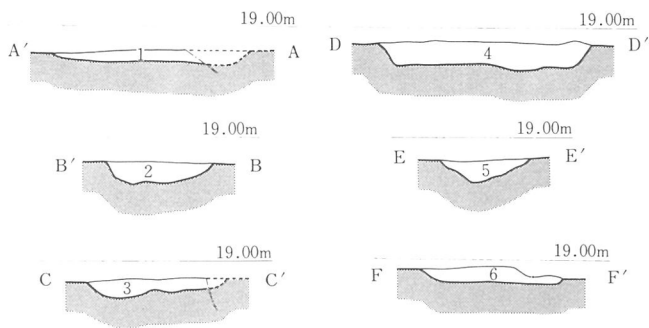 19.00m
A′ 1 A
19.00m
D 4 D′
19.00m
B′ 2 B
19.00m
E 5 E′
19.00m
C 3 C′
19.00m
F 6 F′